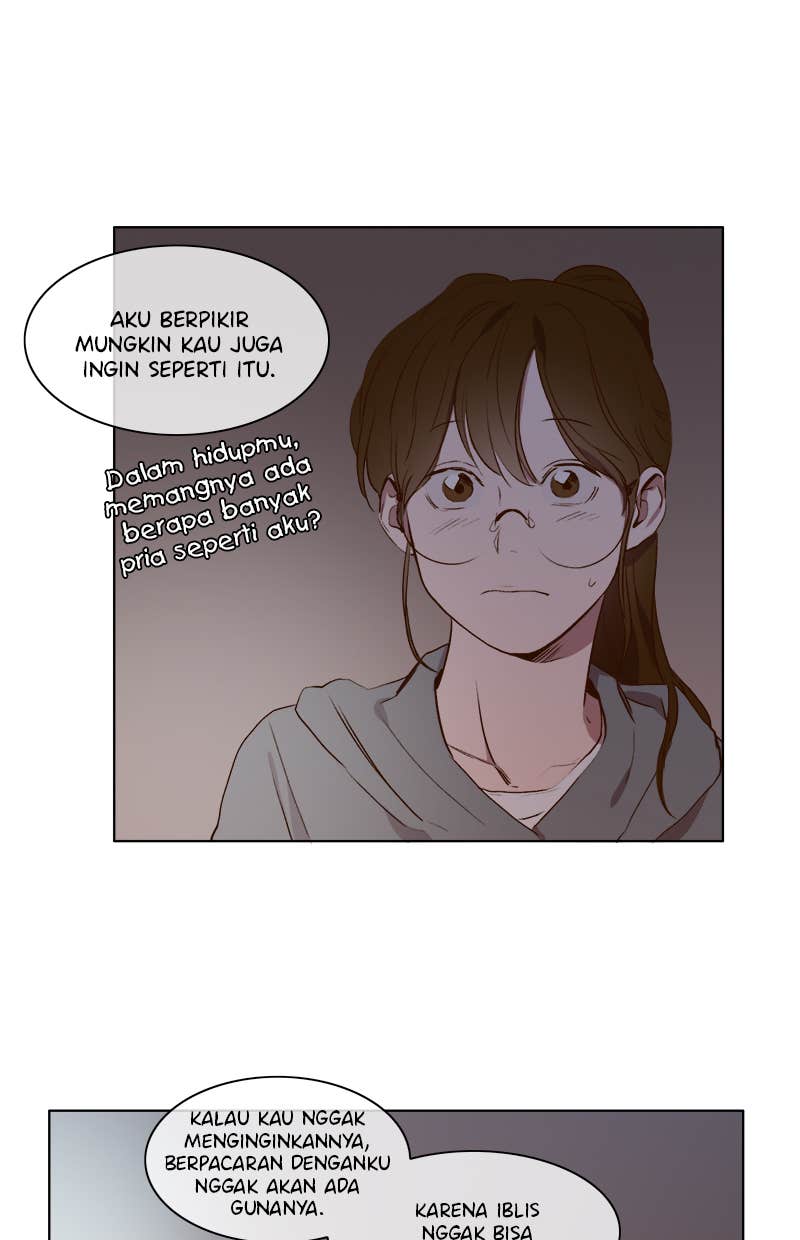 AKU BERPIKIR
MUNGKIN KAU JUGA
INGIN SEPERTI ITU.
Dalam hidupmu,
memangnya ada
berapa banyak
pria seperti aku?
KALAU KAU NGGAK
MENGINGINKANNYA,
BERPACARAN DENGANKU
NGGAK AKAN ADA
GUNANYA.
KARENA IBLIS
NGGAK BISA